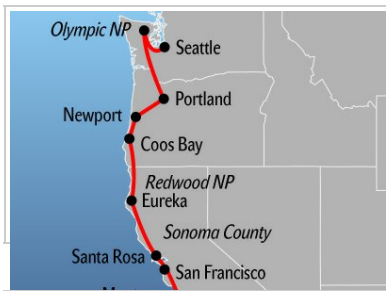 Olympic NP
Seattle
Portland
Newport
Coos Bay
Redwood NP
Eureka
Sonoma County
Santa Rosa
San Francisco